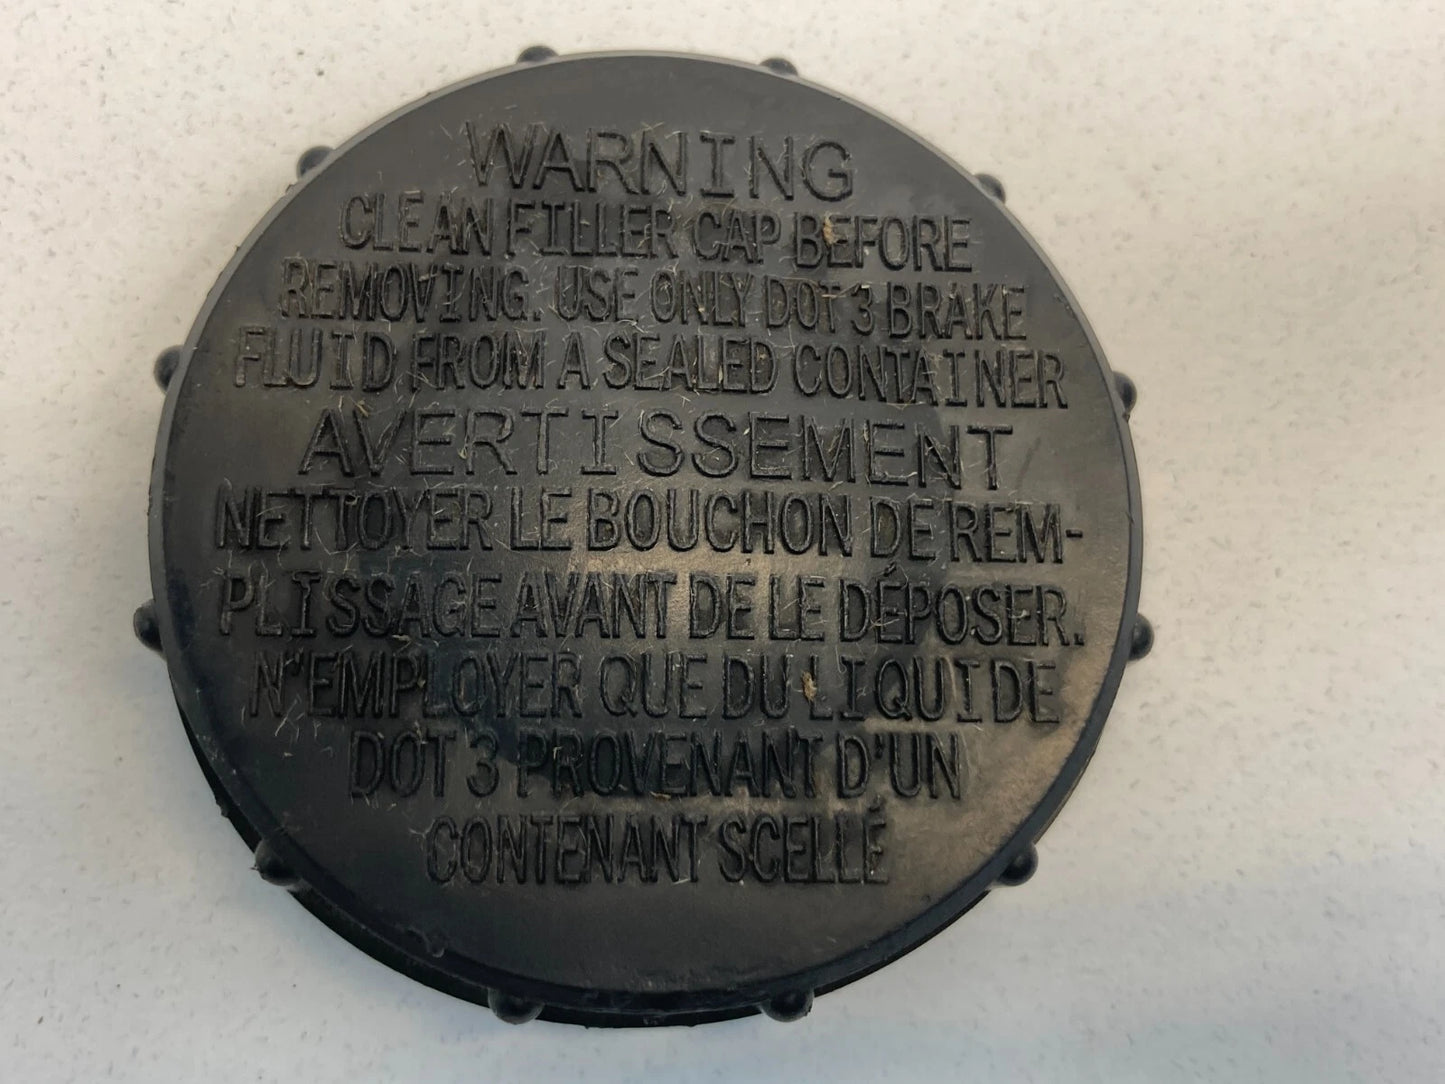 WARNING
CLEAN FILLER CAP BEFORE
REMOVING. USE ONLY DOT 3 BRAKE
FLUID FROM A SEALED CONTAINER
AVERTISSEMENT
NETTOYER LE BOUCHON DE REM-
PLISSAGE AVANT DE LE DÉPOSER.
N"EMPLOYER QUE DU LIQUIDE
DOT 3 PROVENANT D'UN
CONTENANT SCELLÉ